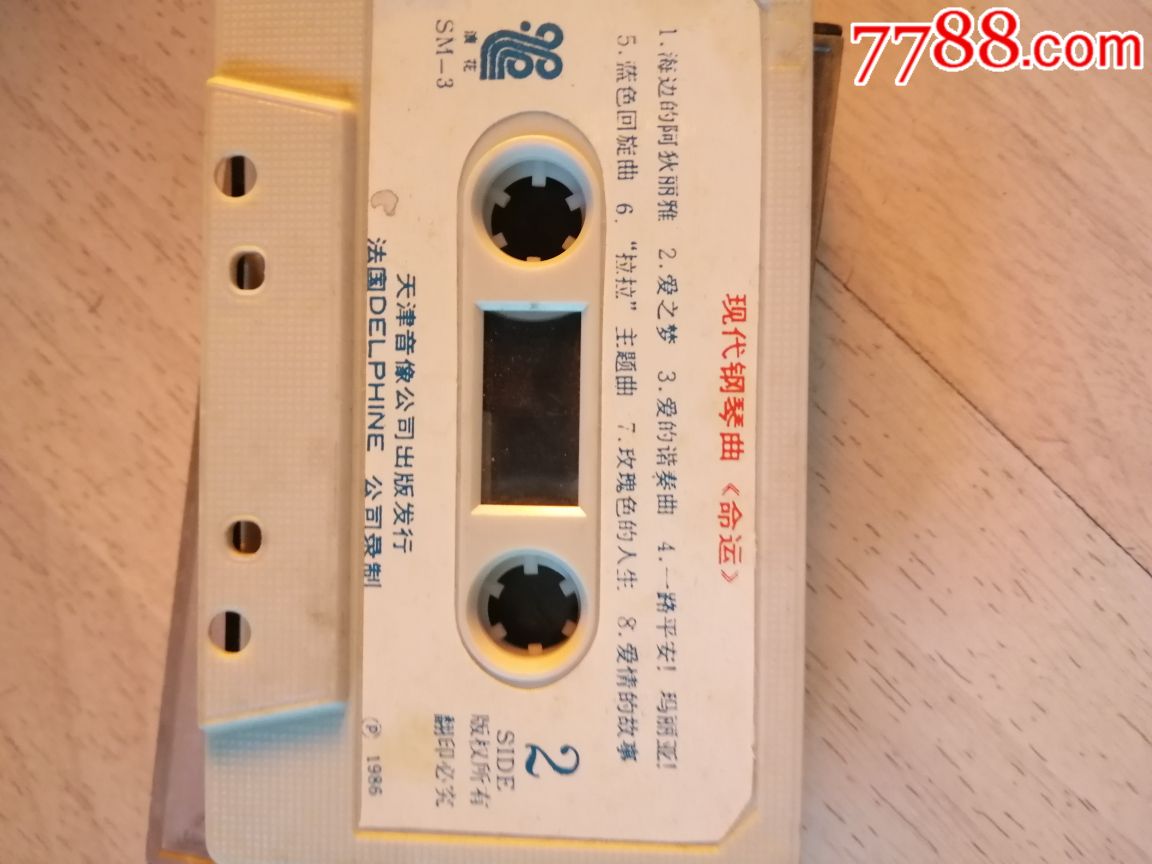 7788.com
现代钢琴曲《命运》
1.海边的阿狄丽雅 2.爱之梦 3.爱的谐奏曲 4.一路平安！玛丽亚！
5.蓝色回旋曲 6.“拉拉”主题曲 7.玫瑰色的人生 8.爱情的故事
浪花
SM-3
2
SIDE
版权所有
翻印必究
天津音像公司出版发行
法国DELPHINE 公司录制
℗ 1986